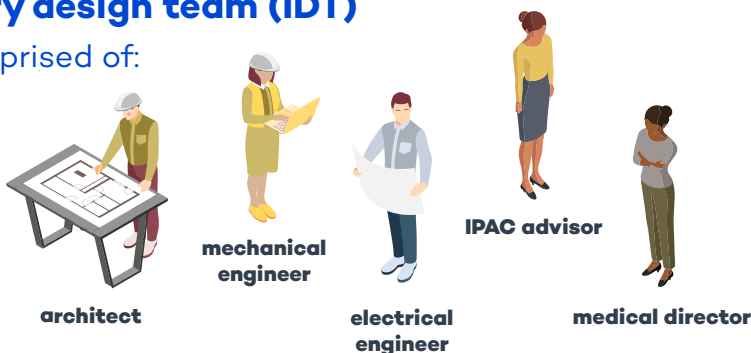 y design team (IDT)
prised of:
IPAC advisor
mechanical
engineer
architect
electrical
engineer
medical director